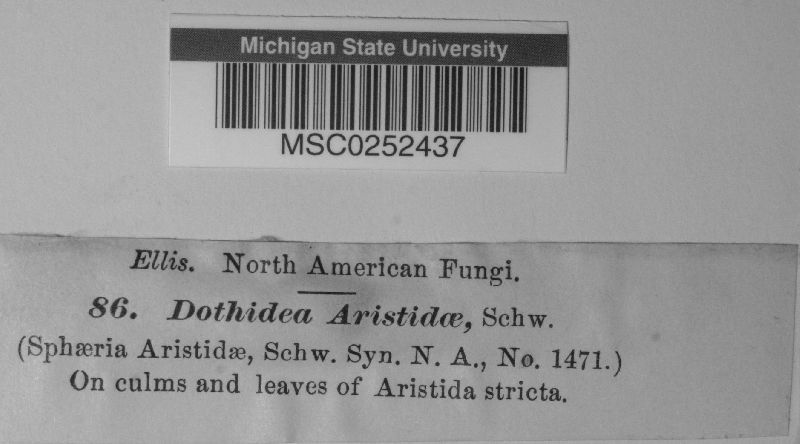 Michigan State University
MSC0252437
Ellis. North American Fungi.
86. Dothidea Aristidæ, Schw.
(Sphæria Aristidæ, Schw. Syn. N. A., No. 1471.)
On culms and leaves of Aristida stricta.